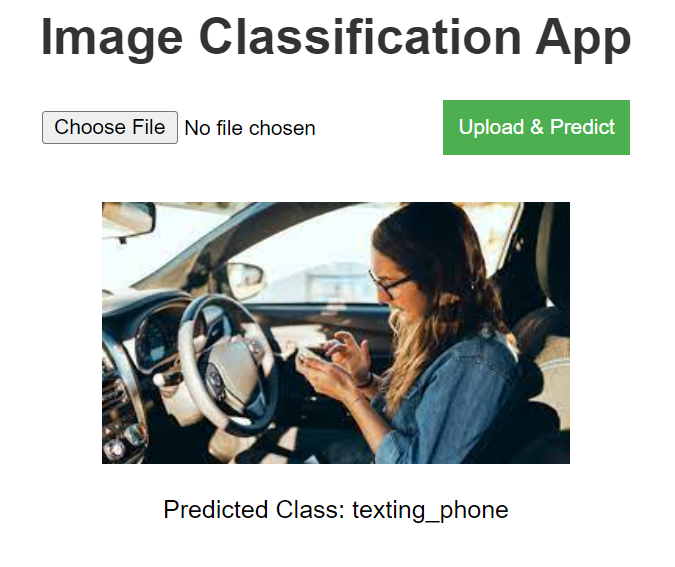 Image Classification App
Choose File No file chosen
Upload & Predict
Predicted Class: texting_phone